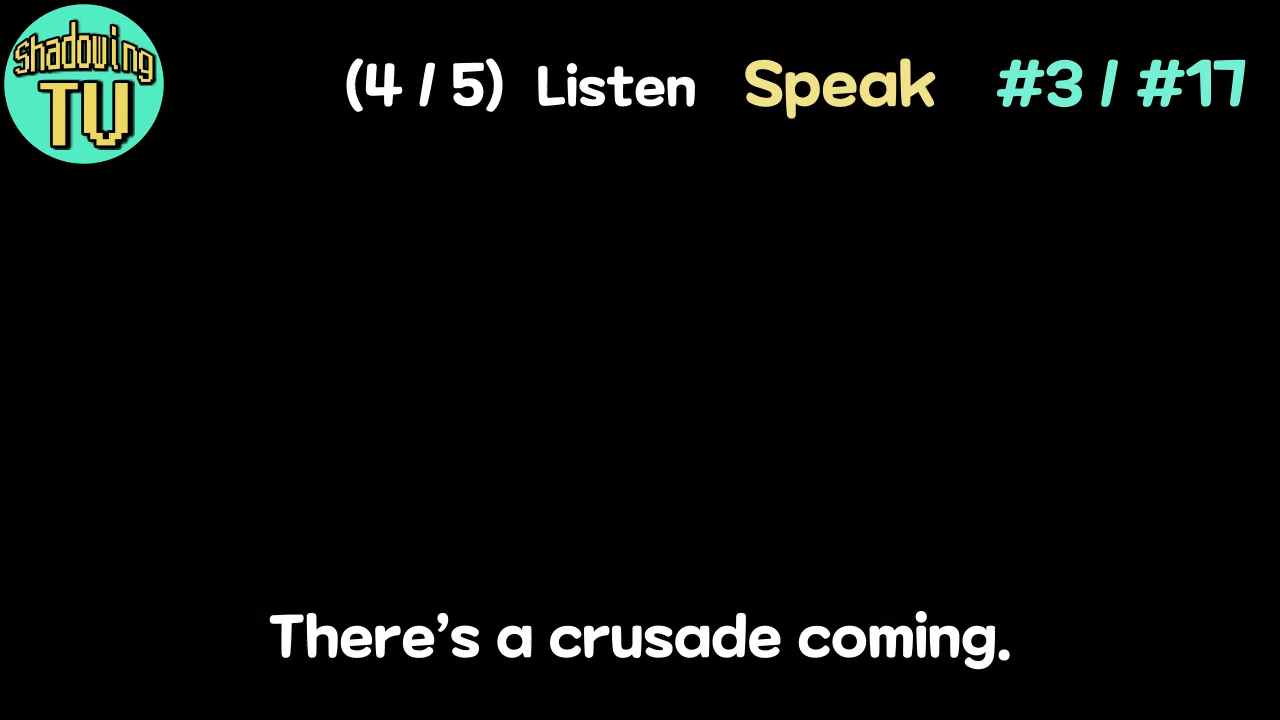 Shadowing
TV
(4 / 5) Listen Speak #3 / #17
There's a crusade coming.